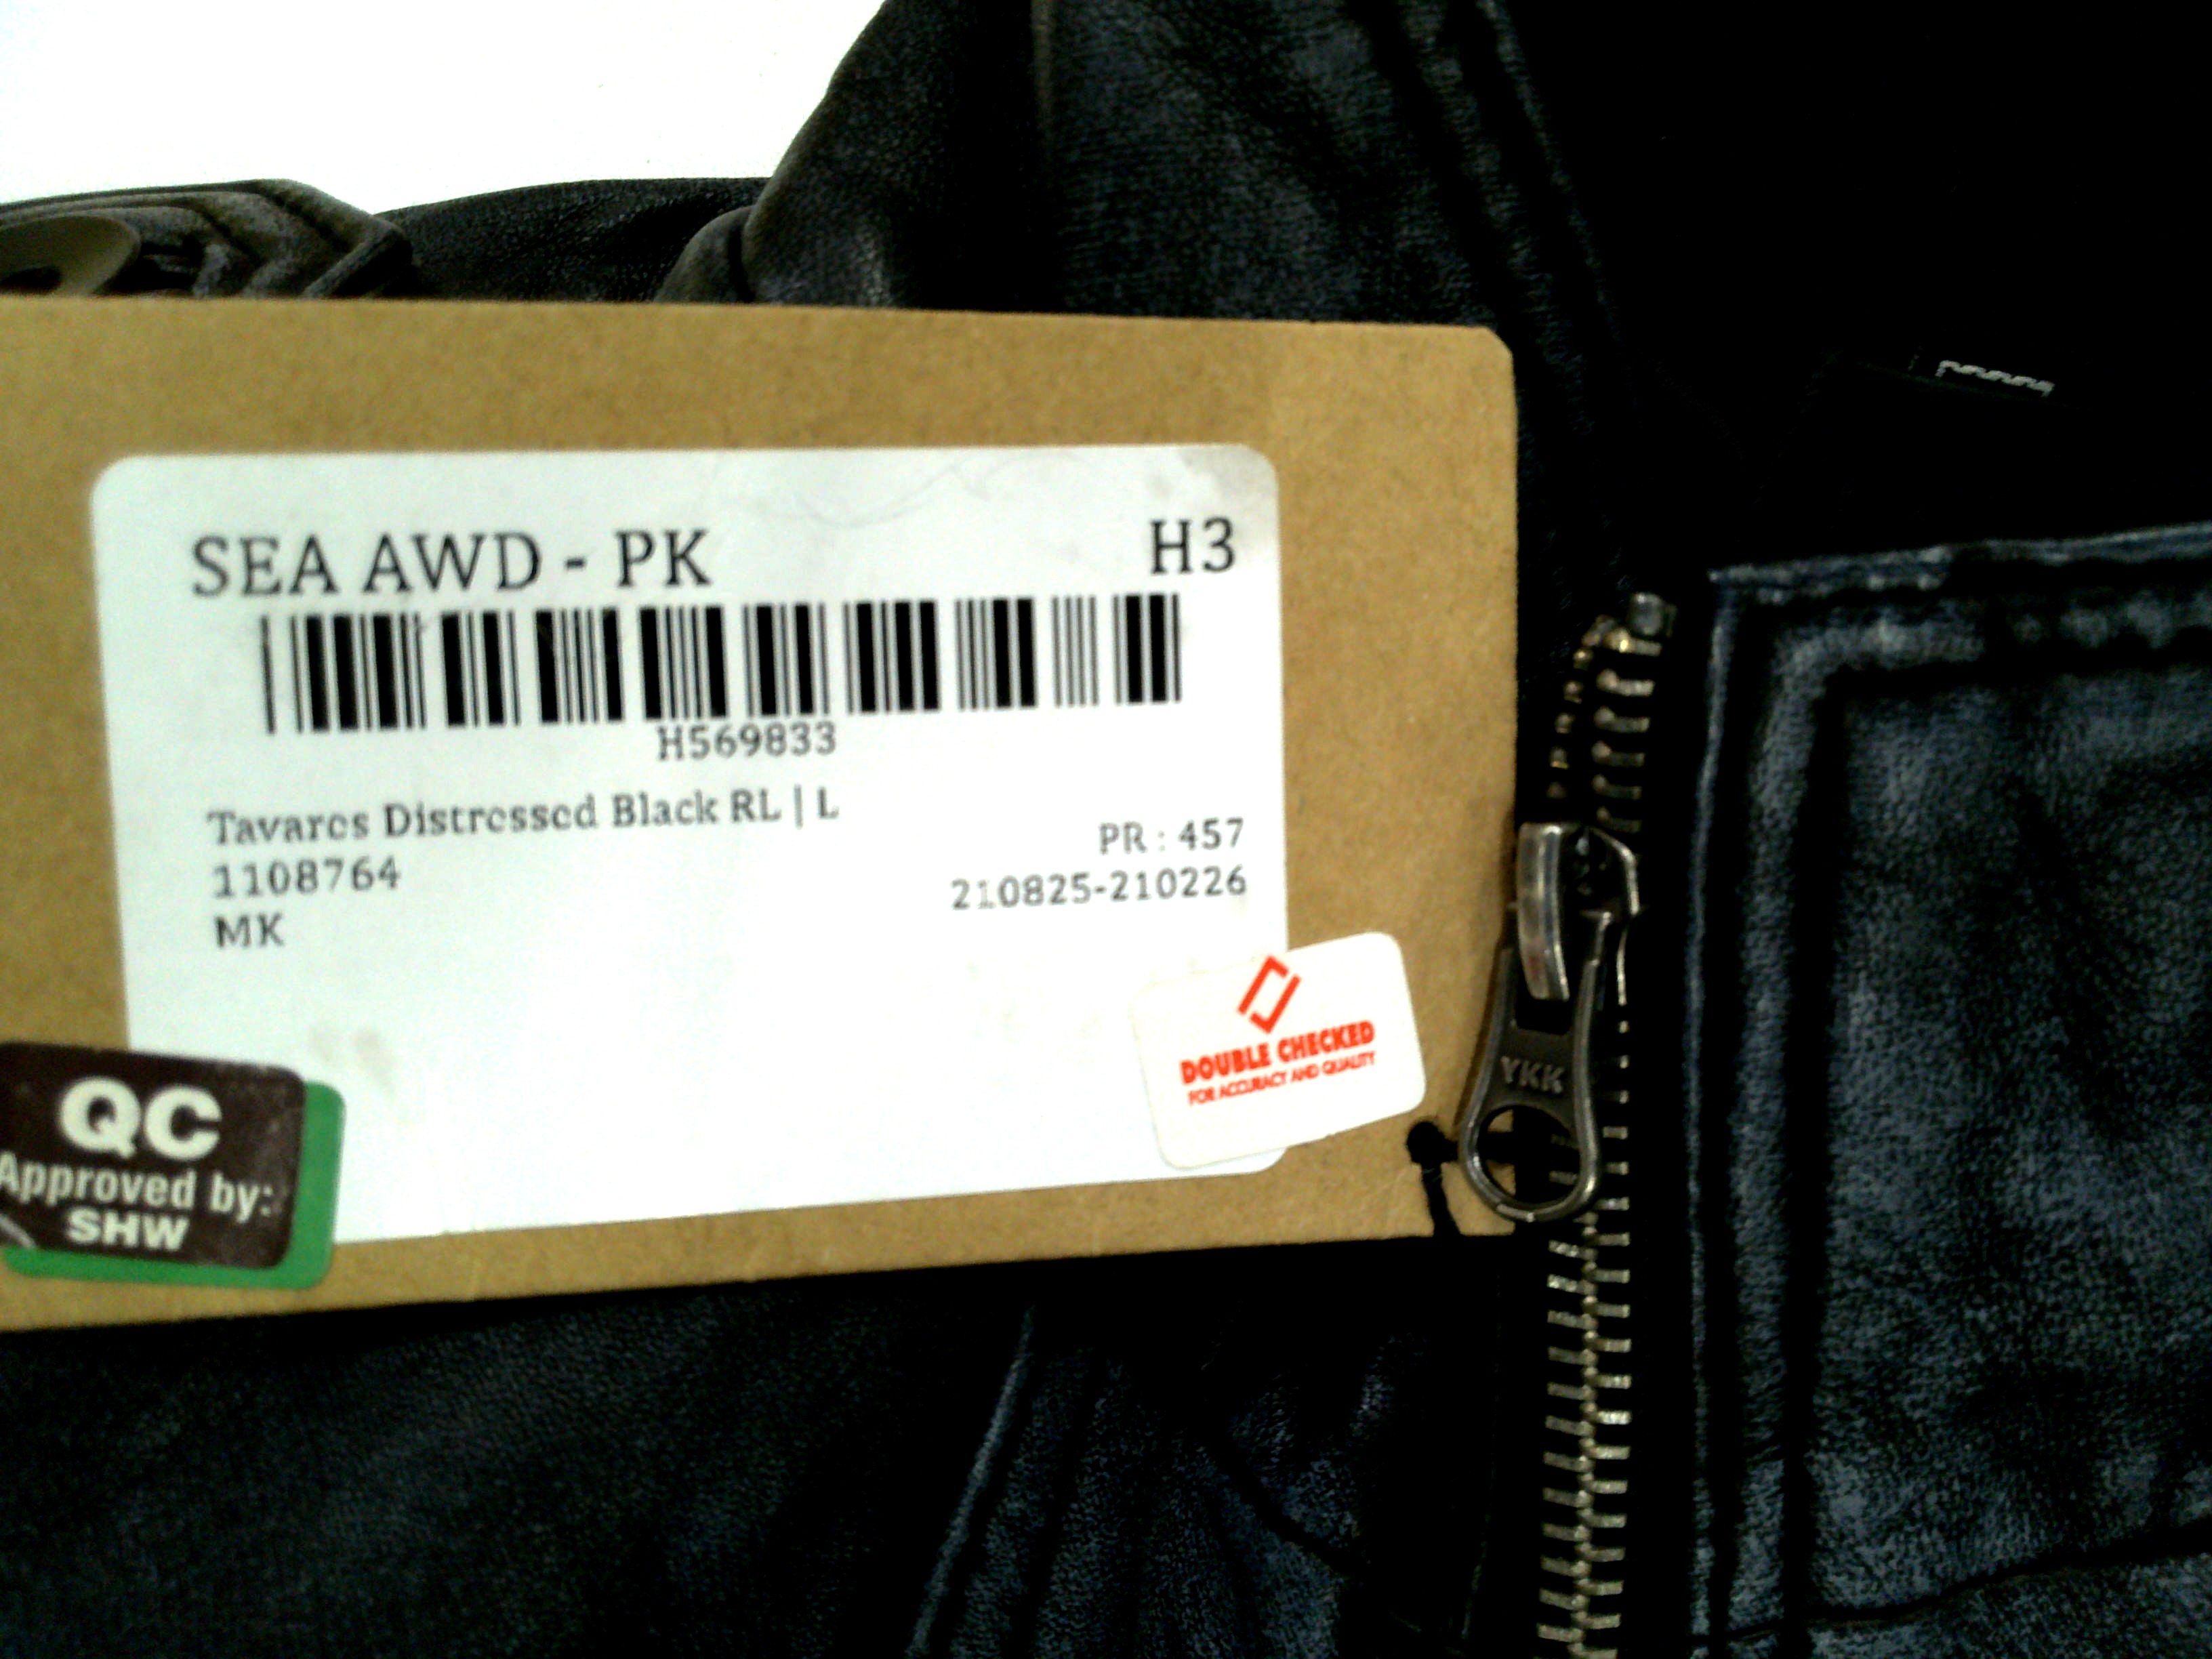 SEA AWD - PK H3
H569833
Tavares Distressed Black RL | L
PR : 457
1108764
210825-210226
MK
DOUBLE CHECKED
FOR ACCURACY AND QUALITY
QC
Approved by:
SHW
YKK